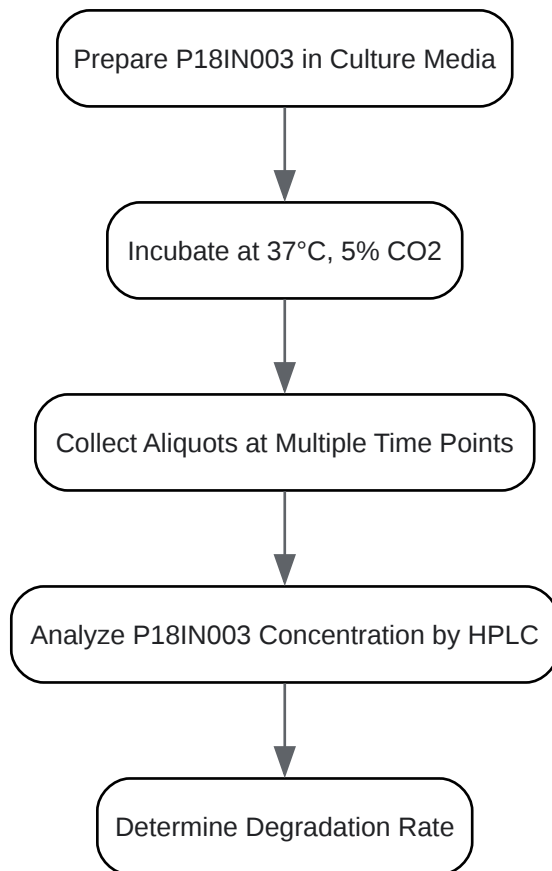 Prepare P18IN003 in Culture Media
Incubate at 37°C, 5% CO2
Collect Aliquots at Multiple Time Points
Analyze P18IN003 Concentration by HPLC
Determine Degradation Rate